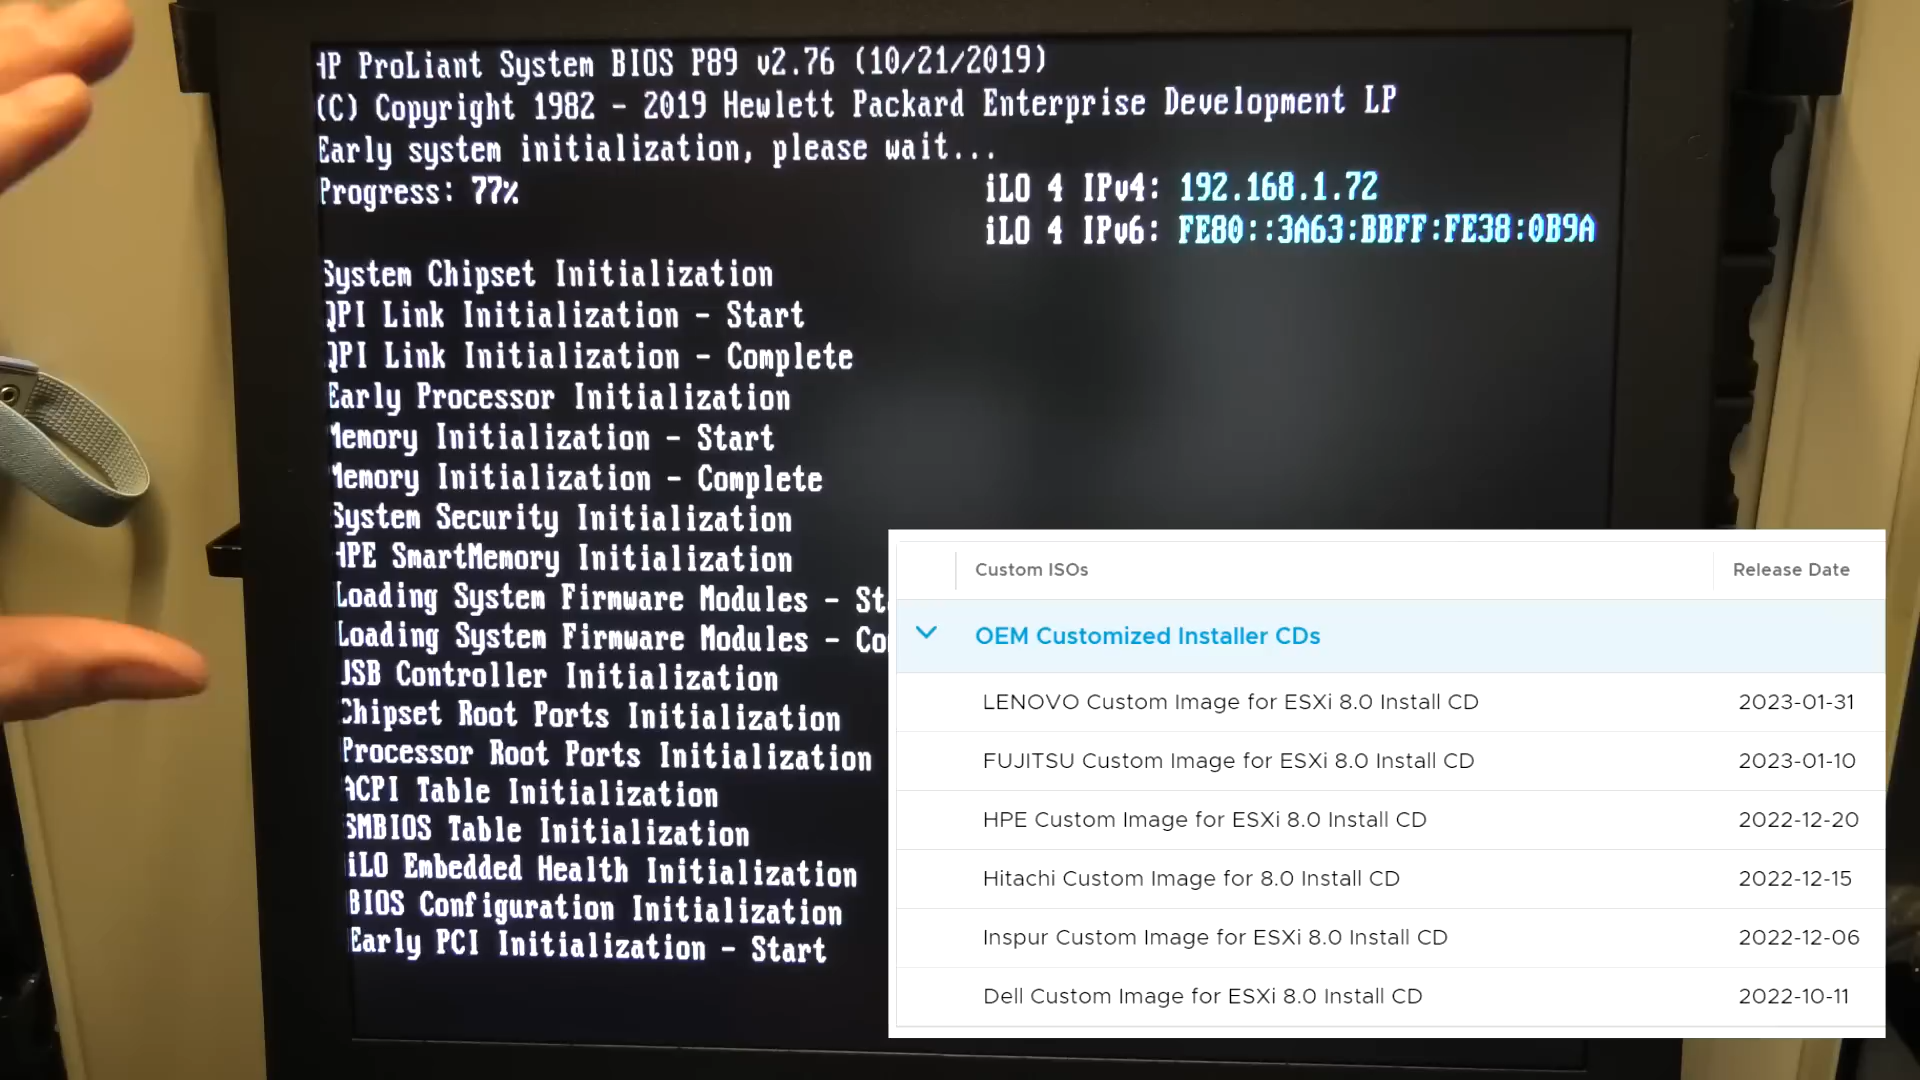 HP ProLiant System BIOS P89 v2.76 (10/21/2019)
(C) Copyright 1982 - 2019 Hewlett Packard Enterprise Development LP
Early system initialization, please wait...
Progress: 77%
iLO 4 IPv4: 192.168.1.72
iLO 4 IPv6: FE80::3A63:BBFF:FE38:0B9A
System Chipset Initialization
QPI Link Initialization - Start
QPI Link Initialization - Complete
Early Processor Initialization
Memory Initialization - Start
Memory Initialization - Complete
System Security Initialization
HPE SmartMemory Initialization
Loading System Firmware Modules - St
Loading System Firmware Modules - Co
USB Controller Initialization
Chipset Root Ports Initialization
Processor Root Ports Initialization
ACPI Table Initialization
SMBIOS Table Initialization
iLO Embedded Health Initialization
BIOS Configuration Initialization
Early PCI Initialization - Start
Custom ISOs Release Date
OEM Customized Installer CDs
LENOVO Custom Image for ESXi 8.0 Install CD 2023-01-31
FUJITSU Custom Image for ESXi 8.0 Install CD 2023-01-10
HPE Custom Image for ESXi 8.0 Install CD 2022-12-20
Hitachi Custom Image for 8.0 Install CD 2022-12-15
Inspur Custom Image for ESXi 8.0 Install CD 2022-12-06
Dell Custom Image for ESXi 8.0 Install CD 2022-10-11